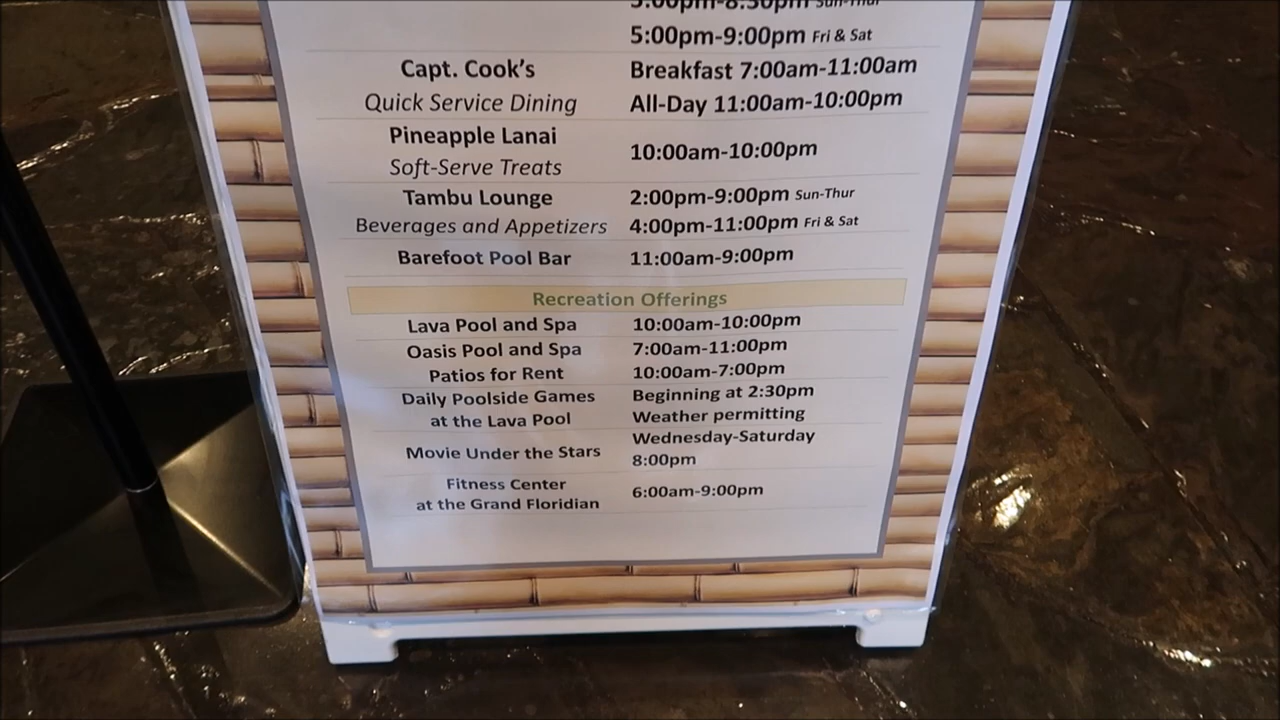 5:00pm-8:30pm Sun-Thur
5:00pm-9:00pm Fri & Sat
Capt. Cook's Breakfast 7:00am-11:00am
Quick Service Dining All-Day 11:00am-10:00pm
Pineapple Lanai
Soft-Serve Treats
10:00am-10:00pm
Tambu Lounge 2:00pm-9:00pm Sun-Thur
Beverages and Appetizers 4:00pm-11:00pm Fri & Sat
Barefoot Pool Bar 11:00am-9:00pm
Recreation Offerings
Lava Pool and Spa 10:00am-10:00pm
Oasis Pool and Spa 7:00am-11:00pm
Patios for Rent 10:00am-7:00pm
Daily Poolside Games Beginning at 2:30pm
at the Lava Pool Weather permitting
Movie Under the Stars
Wednesday-Saturday
8:00pm
Fitness Center
at the Grand Floridian
6:00am-9:00pm